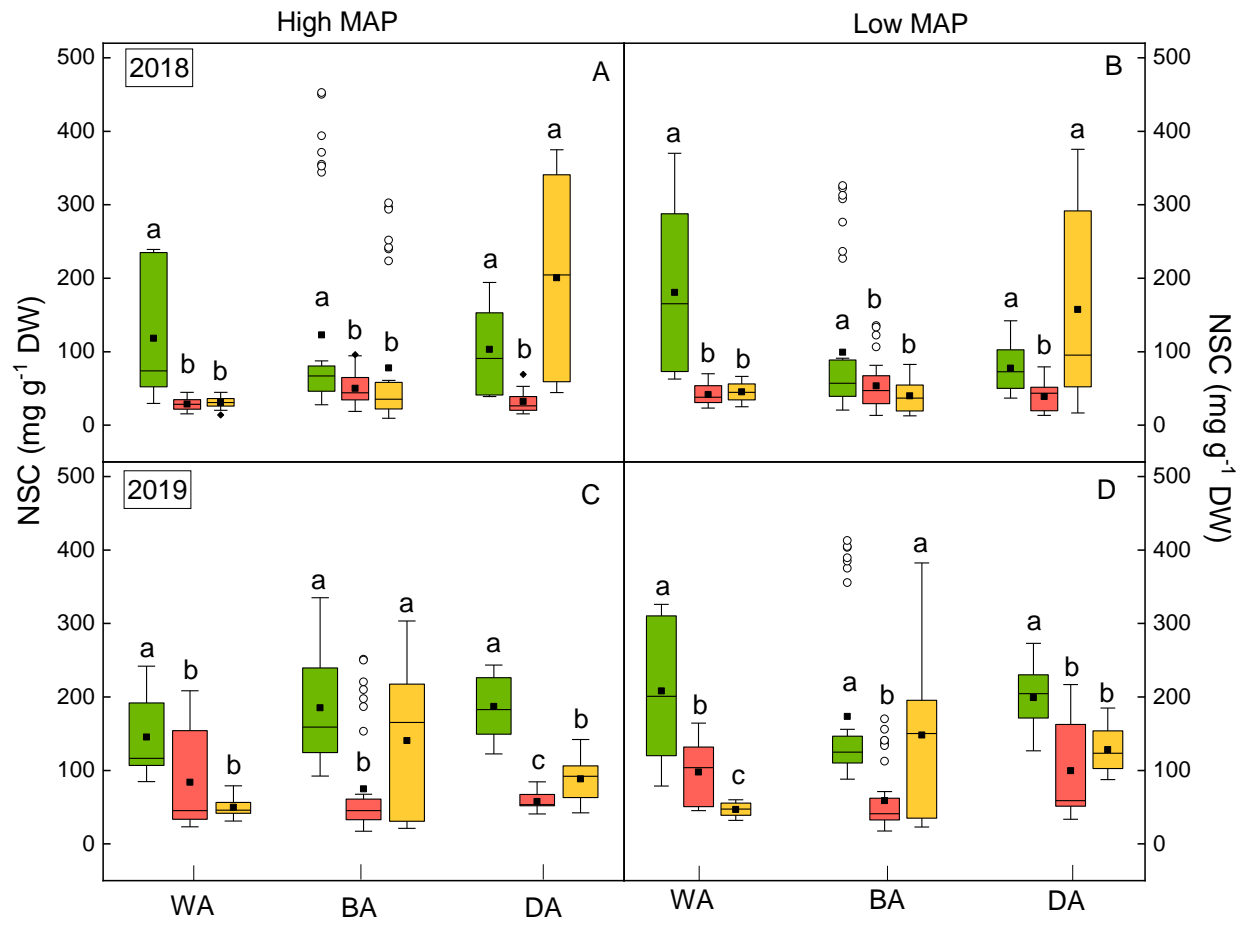 High MAP Low MAP
500 2018 A B 500
400 a a a 400
300 a 300
200 a a b a 200
100 b b b b b b a b b b 100
0 0
NSC (mg g⁻¹ DW)
NSC (mg g⁻¹ DW)
500 2019 C D 500
400 a 400
300 a a a a 300
200 a b a b a b b b 200
100 b b c b c 100
0 0
WA BA DA WA BA DA